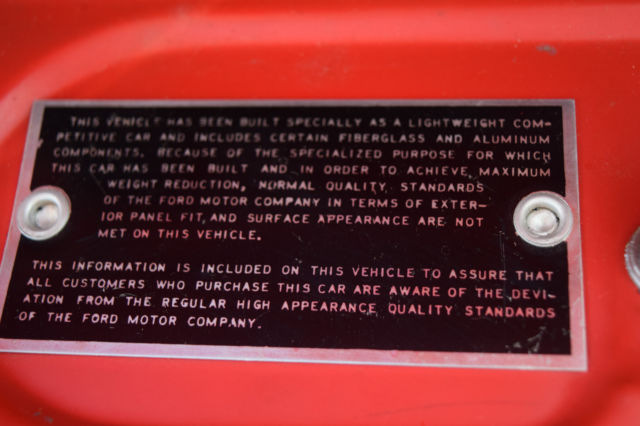 THIS VEHICLE HAS BEEN BUILT SPECIALLY AS A LIGHTWEIGHT COM-
PETITIVE CAR AND INCLUDES CERTAIN FIBERGLASS AND ALUMINUM
COMPONENTS. BECAUSE OF THE SPECIALIZED PURPOSE FOR WHICH
THIS CAR HAS BEEN BUILT AND IN ORDER TO ACHIEVE MAXIMUM
WEIGHT REDUCTION, NORMAL QUALITY STANDARDS
OF THE FORD MOTOR COMPANY IN TERMS OF EXTER-
IOR PANEL FIT, AND SURFACE APPEARANCE ARE NOT
MET ON THIS VEHICLE.
THIS INFORMATION IS INCLUDED ON THIS VEHICLE TO ASSURE THAT
ALL CUSTOMERS WHO PURCHASE THIS CAR ARE AWARE OF THE DEVI-
ATION FROM THE REGULAR HIGH APPEARANCE QUALITY STANDARDS
OF THE FORD MOTOR COMPANY.